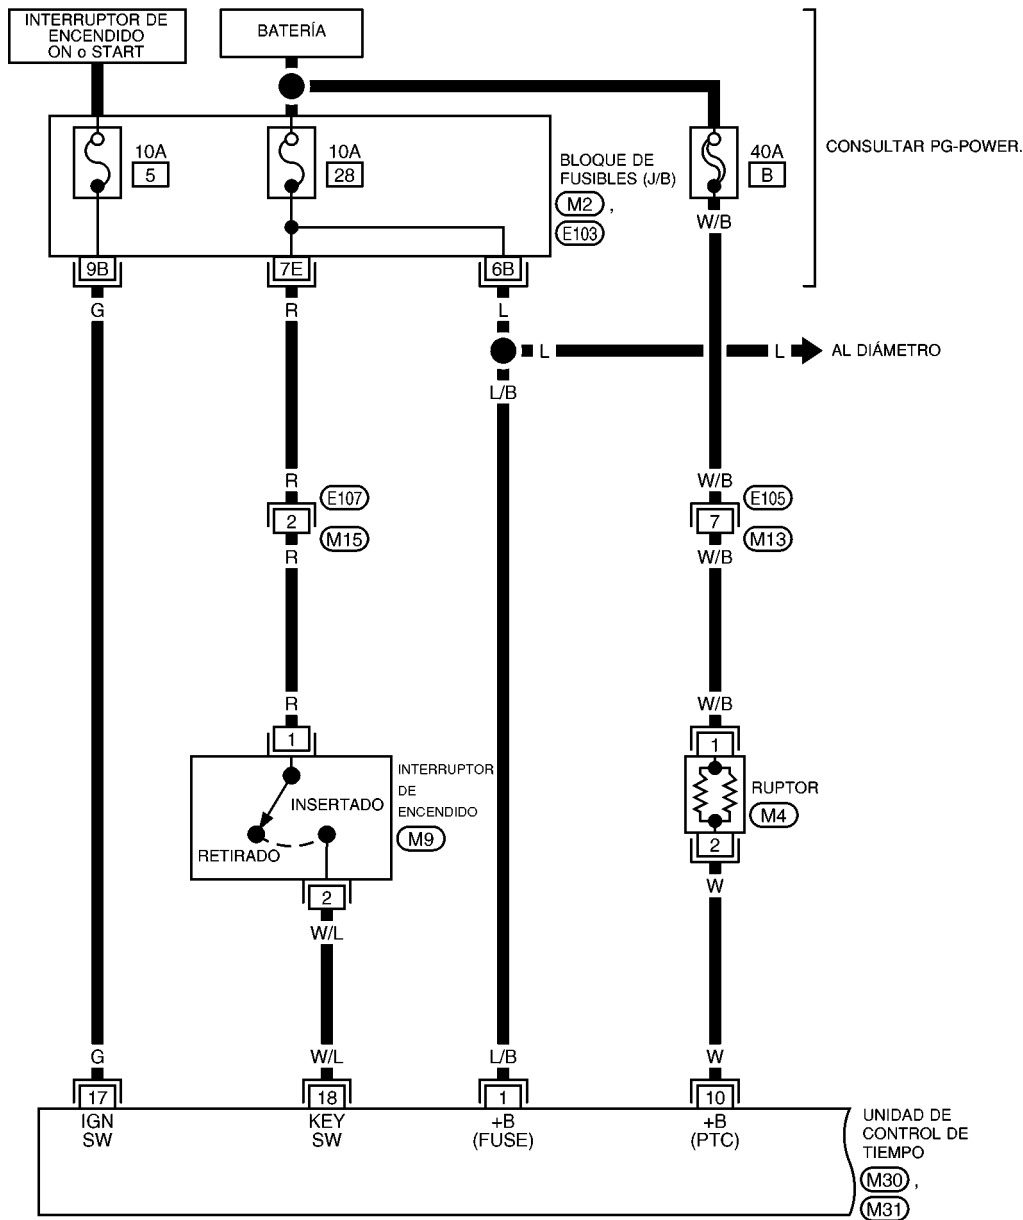 INTERRUPTOR DE
ENCENDIDO
ON o START
BATERÍA
CONSULTAR PG-POWER.
10A
5
10A
28
BLOQUE DE
FUSIBLES (J/B)
M2 ,
E103
40A
B
W/B
9B
7E
6B
G
R
L
L
L
AL DIÁMETRO
L/B
R
E107
2
M15
R
W/B
E105
7
M13
W/B
R
1
INTERRUPTOR
DE
ENCENDIDO
M9
INSERTADO
RETIRADO
2
W/L
W/B
1
RUPTOR
M4
2
W
G
W/L
L/B
W
17
18
1
10
IGN
SW
KEY
SW
+B
(FUSE)
+B
(PTC)
UNIDAD DE
CONTROL DE
TIEMPO
M30 ,
M31